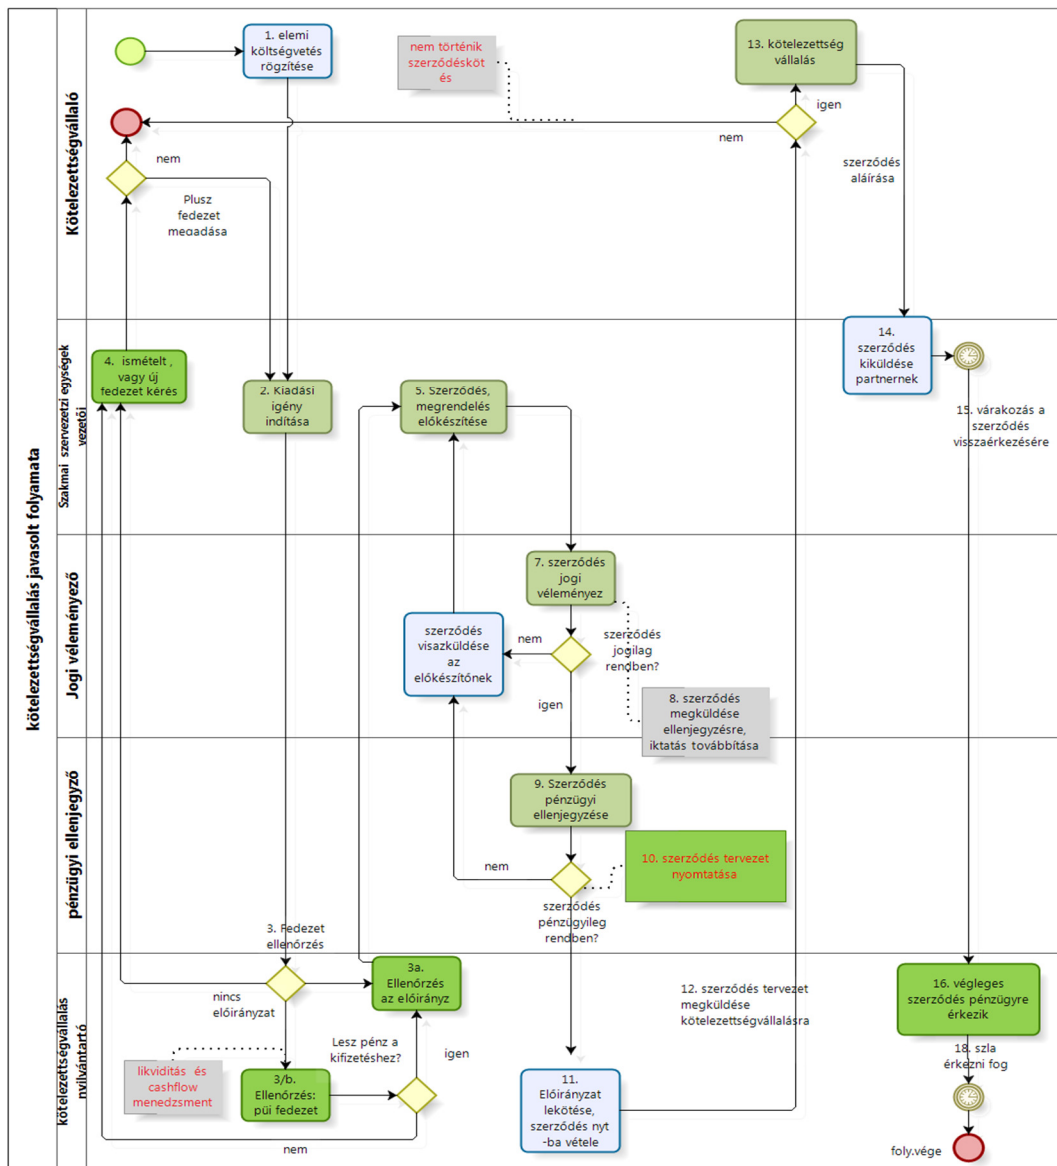 kötelezettségvállalás javasolt folyamata
Kötelezettségvállaló
1. elemi
költségvetés
rögzítése
nem történik
szerződésköt
és
13. kötelezettség
vállalás
igen
nem
nem
Plusz
fedezet
megadása
szerződés
aláírása
Szakmai szervezetzi egységek
vezetői
4. ismételt ,
vagy új
fedezet kérés
2. Kiadási
igény
indítása
5. Szerződés,
megrendelés
előkészítése
14.
szerződés
kiküldése
partnernek
15. várakozás a
szerződés
visszaérkezésére
Jogi véleményező
7. szerződés
jogi
véleményez
szerződés
visazküldése
az
előkészítőnek
nem
szerződés
jogilag
rendben?
igen
8. szerződés
megküldése
ellenjegyzésre,
iktatás továbbítása
pénzügyi ellenjegyző
9. Szerződés
pénzügyi
ellenjegyzése
nem
10. szerződés tervezet
nyomtatása
szerződés
pénzügyileg
rendben?
3. Fedezet
ellenőrzés
kötelezettségvállalás
nyilvántartó
nincs
előirányzat
3a.
Ellenőrzés
az előirányz
12. szerződés tervezet
megküldése
kötelezettségvállalásra
16. végleges
szerződés pénzügyre
érkezik
Lesz pénz a
kifizetéshez?
igen
18. szla
érkezni fog
likviditás és
cashflow
menedzsment
3/b.
Ellenőrzés:
püi fedezet
11.
Előirányzat
lekötése,
szerződés nyt
-ba vétele
nem
foly.vége